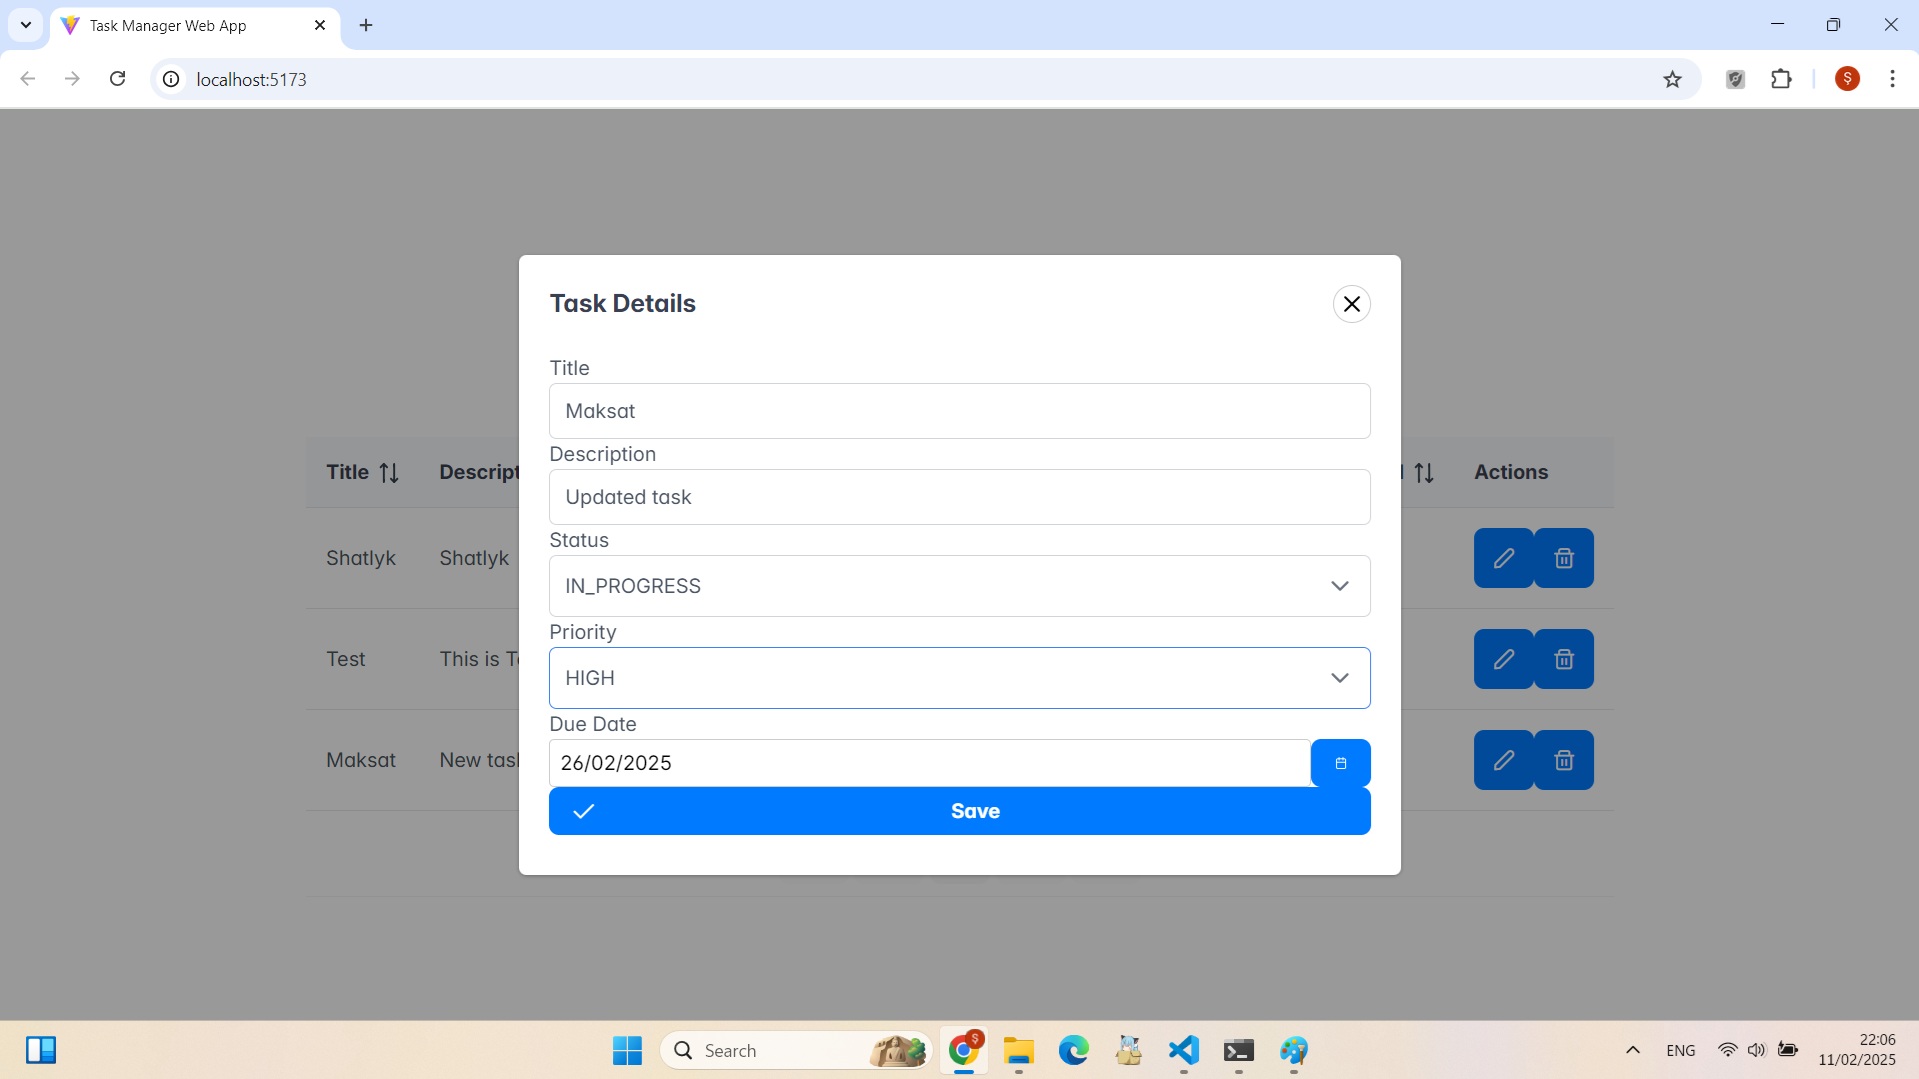 Task Manager Web App
localhost:5173
$
Task Details
Title
Maksat
Description
Updated task
Status
IN_PROGRESS
Priority
HIGH
Due Date
26/02/2025
Save
Title Actions
Shatlyk Shatlyk
Test This is
Maksat New
Search
$
ENG
22:06
11/02/2025